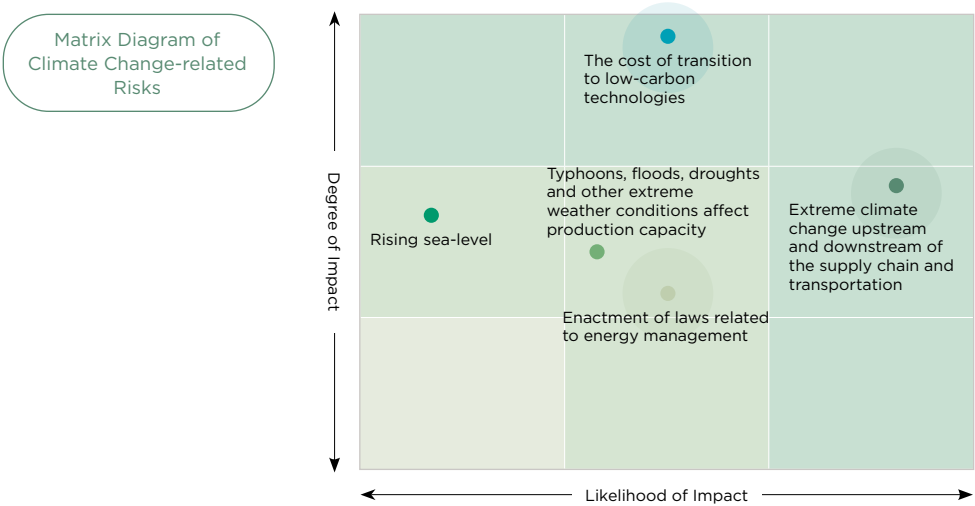 Matrix Diagram of
Climate Change-related
Risks
The cost of transition
to low-carbon
technologies
Typhoons, floods, droughts
and other extreme
weather conditions affect
production capacity
Extreme climate
change upstream
and downstream of
the supply chain and
transportation
Rising sea-level
Enactment of laws related
to energy management
Degree of Impact
Likelihood of Impact